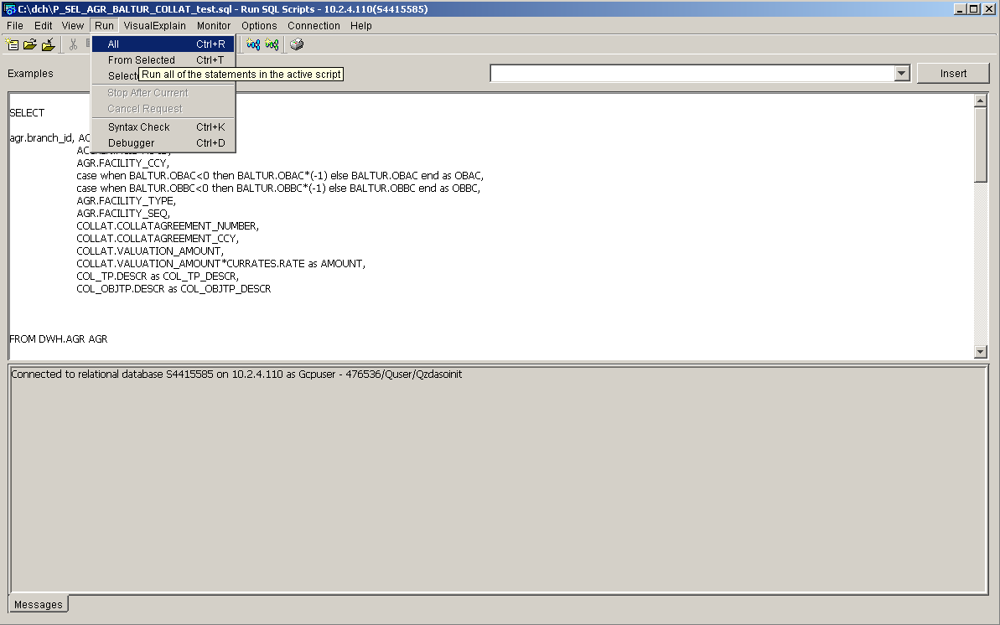 C:\dch\P_SEL_AGR_BALTUR_COLLAT_test.sql - Run SQL Scripts - 10.2.4.110(S4415585)
File Edit View Run VisualExplain Monitor Options Connection Help
All Ctrl+R
From Selected Ctrl+T
Run all of the statements in the active script
Stop After Current
Cancel Request
Syntax Check Ctrl+K
Debugger Ctrl+D
Examples
Insert
SELECT
agr.branch_id,
AGR.FACILITY_CCY,
case when BALTUR.OBAC<0 then BALTUR.OBAC*(-1) else BALTUR.OBAC end as OBAC,
case when BALTUR.OBBC<0 then BALTUR.OBBC*(-1) else BALTUR.OBBC end as OBBC,
AGR.FACILITY_TYPE,
AGR.FACILITY_SEQ,
COLLAT.COLLATAGREEMENT_NUMBER,
COLLAT.COLLATAGREEMENT_CCY,
COLLAT.VALUATION_AMOUNT,
COLLAT.VALUATION_AMOUNT*CURRATES.RATE as AMOUNT,
COL_TP.DESCR as COL_TP_DESCR,
COL_OBJTP.DESCR as COL_OBJTP_DESCR
FROM DWH.AGR AGR
Connected to relational database S4415585 on 10.2.4.110 as Gcpuser - 476536/Quser/Qzdasoinit
Messages